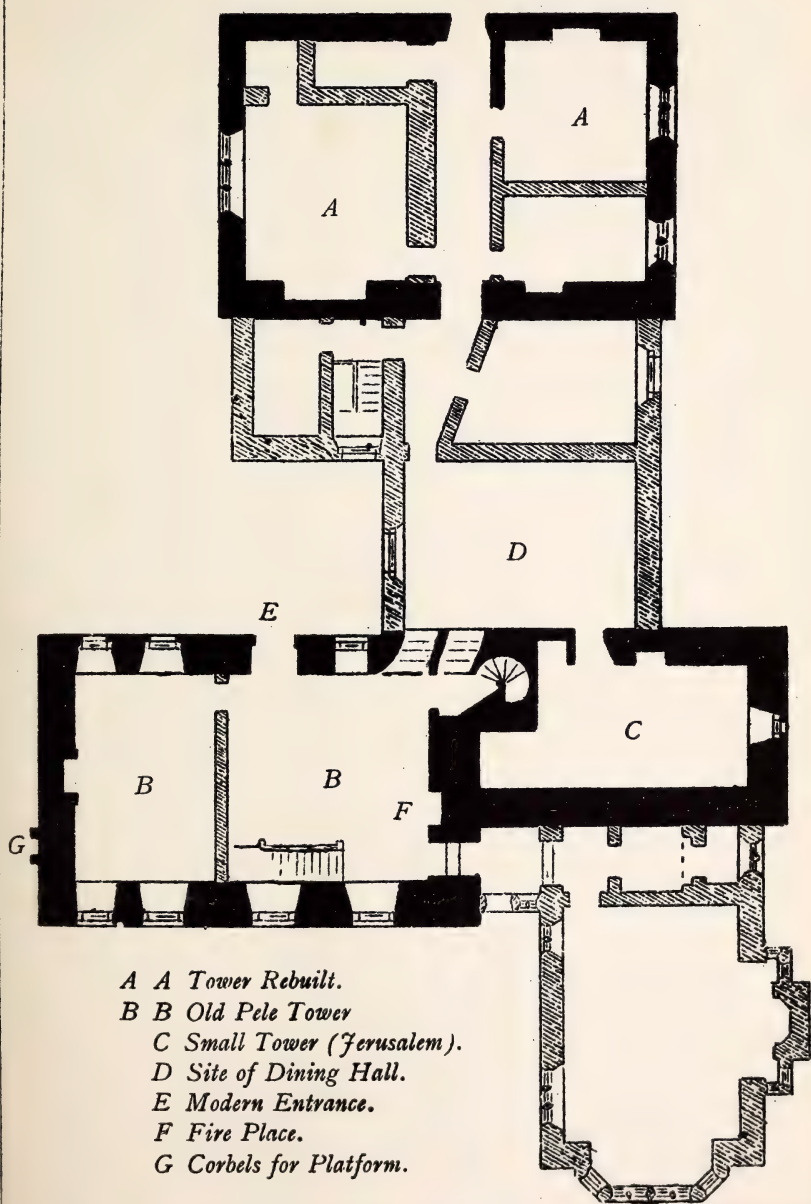 A
A
D
E
C
B
B
F
G
A A Tower Rebuilt.
B B Old Pele Tower
C Small Tower (Jerusalem).
D Site of Dining Hall.
E Modern Entrance.
F Fire Place.
G Corbels for Platform.